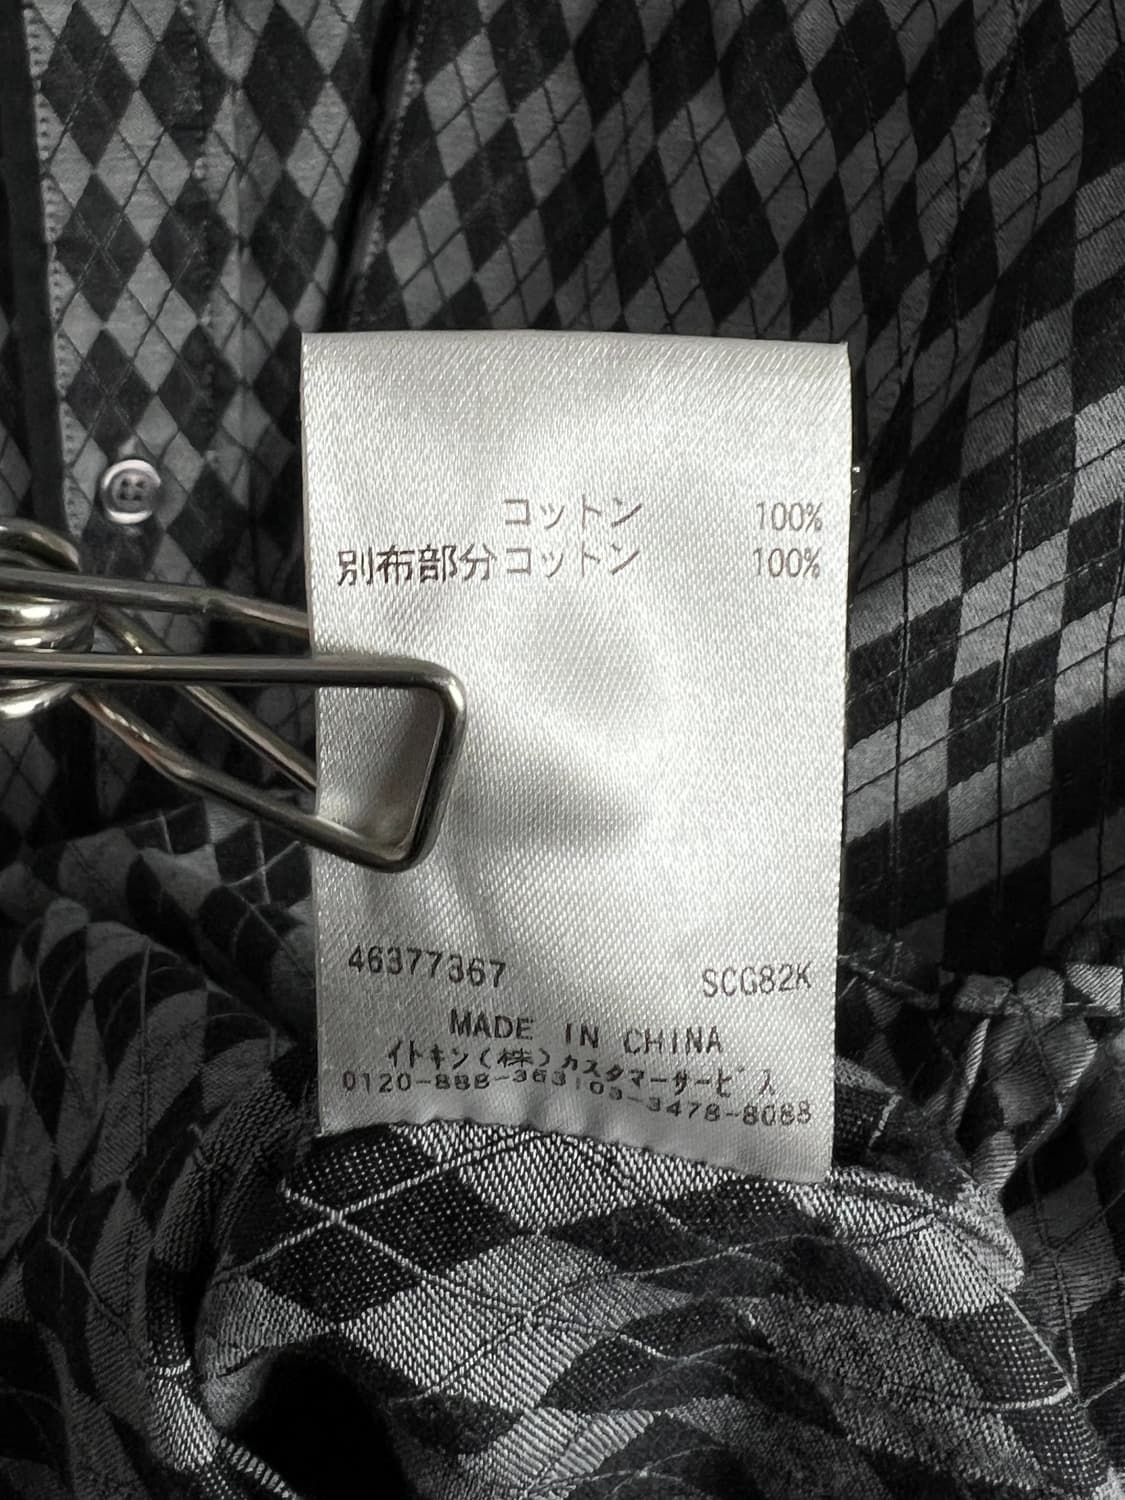 コットン 100%
別布部分コットン 100%
46377367 SCG82K
MADE IN CHINA
イトキン(株)カスタマーサービス
0120-888-363 03-3478-8088